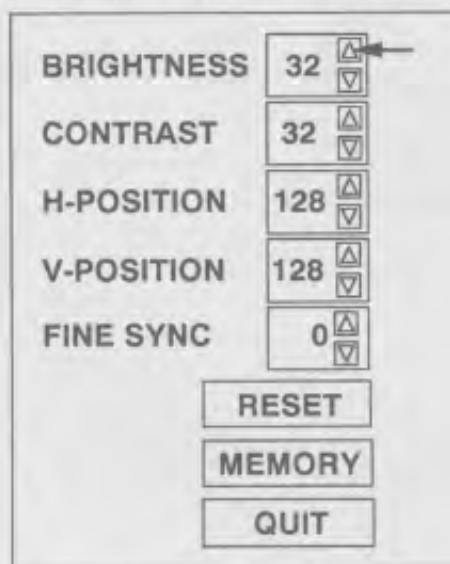 BRIGHTNESS 32
CONTRAST 32
H-POSITION 128
V-POSITION 128
FINE SYNC 0
RESET
MEMORY
QUIT